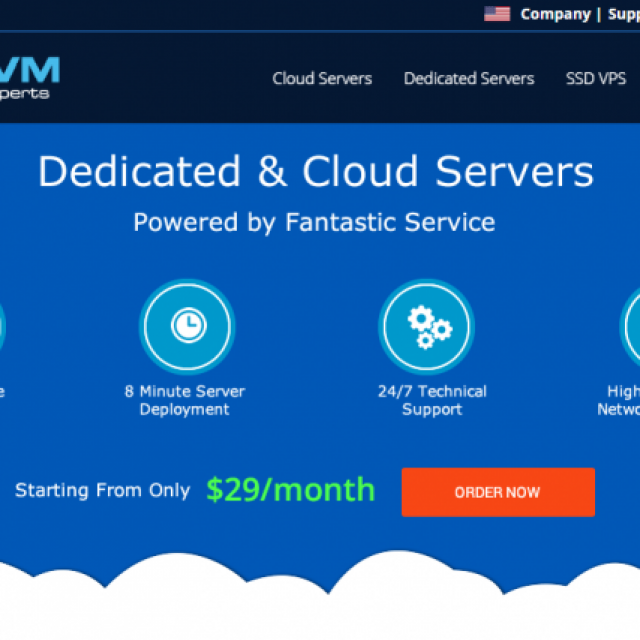 Company | Supp
VM
perts
Cloud Servers Dedicated Servers SSD VPS
Dedicated & Cloud Servers
Powered by Fantastic Service
e
8 Minute Server
Deployment
24/7 Technical
Support
High
Netwo
Starting From Only $29/month ORDER NOW